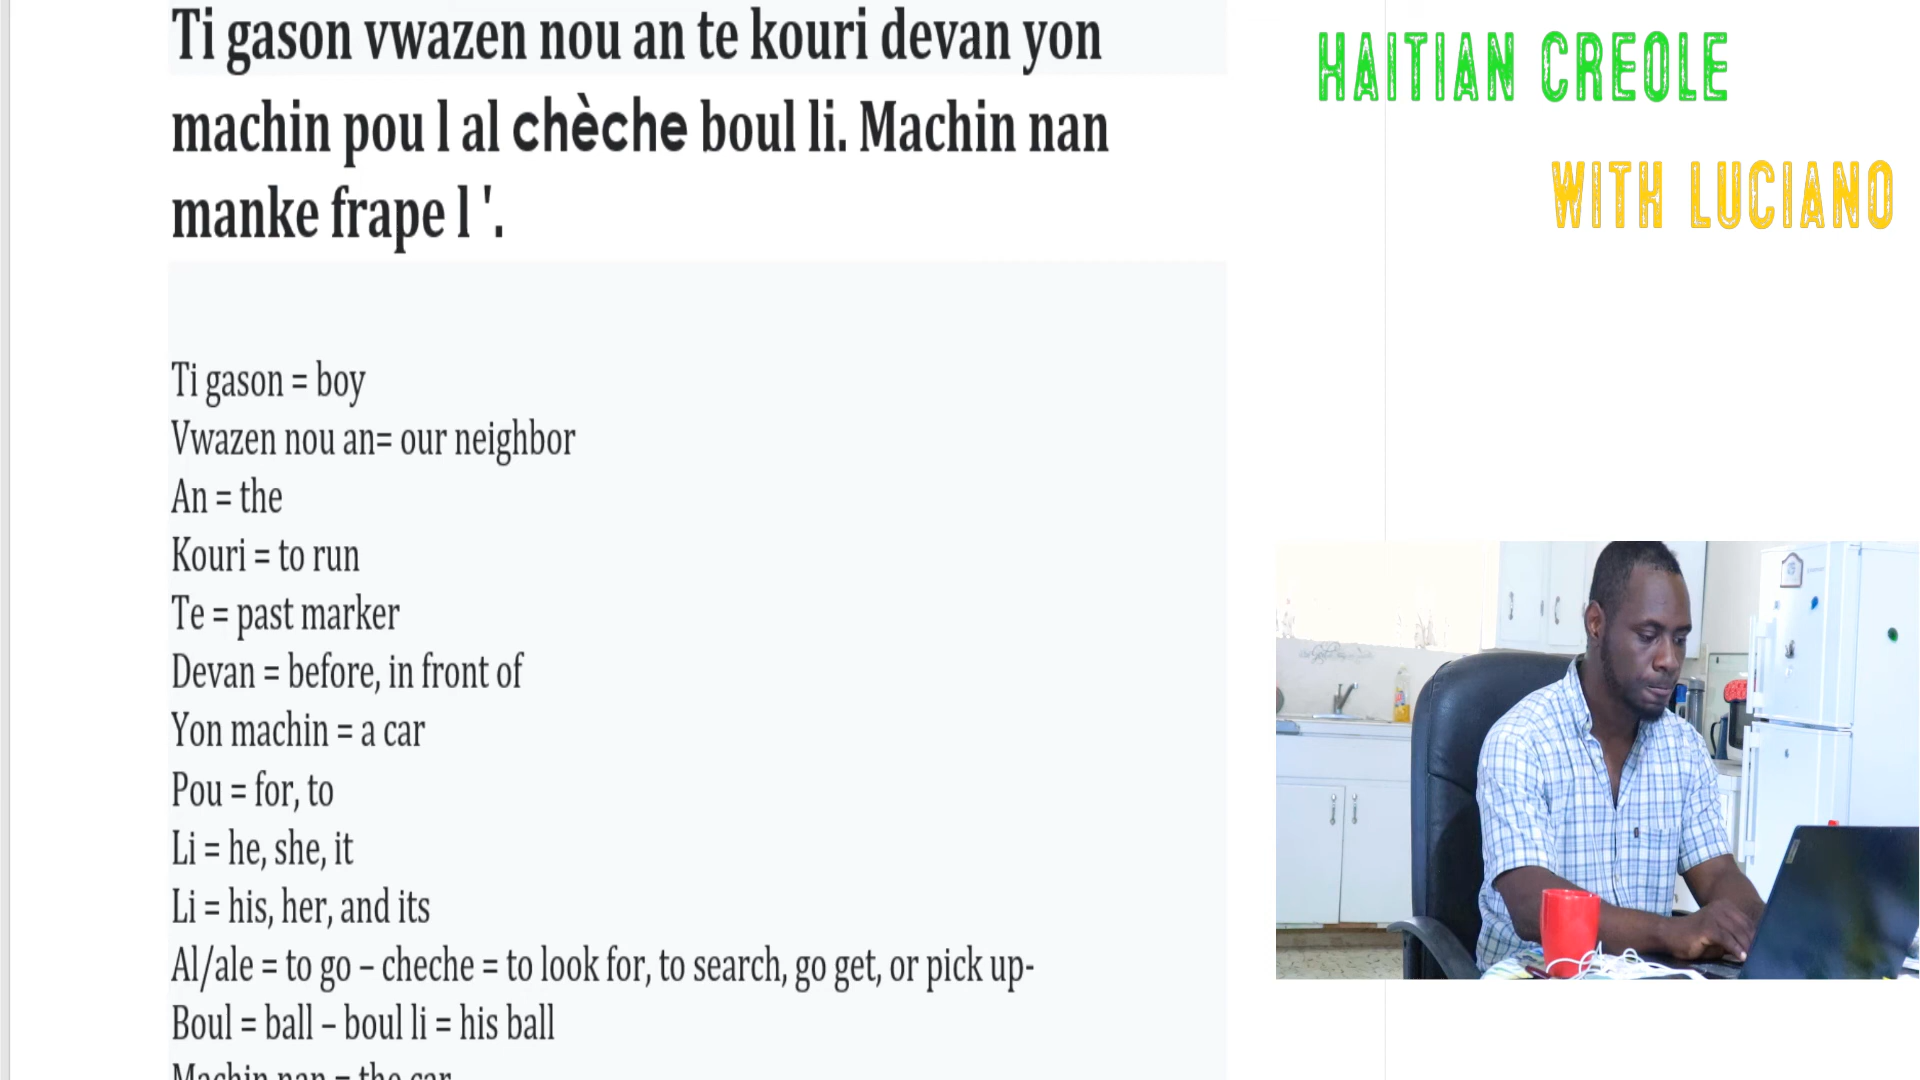 Ti gason vwazen nou an te kouri devan yon
machin pou l al chèche boul li. Machin nan
manke frape l '.
Ti gason = boy
Vwazen nou an= our neighbor
An = the
Kouri = to run
Te = past marker
Devan = before, in front of
Yon machin = a car
Pou = for, to
Li = he, she, it
Li = his, her, and its
Al/ale = to go – cheche = to look for, to search, go get, or pick up-
Boul = ball – boul li = his ball
Machin nan = the car
HAITIAN CREOLE
WITH LUCIANO